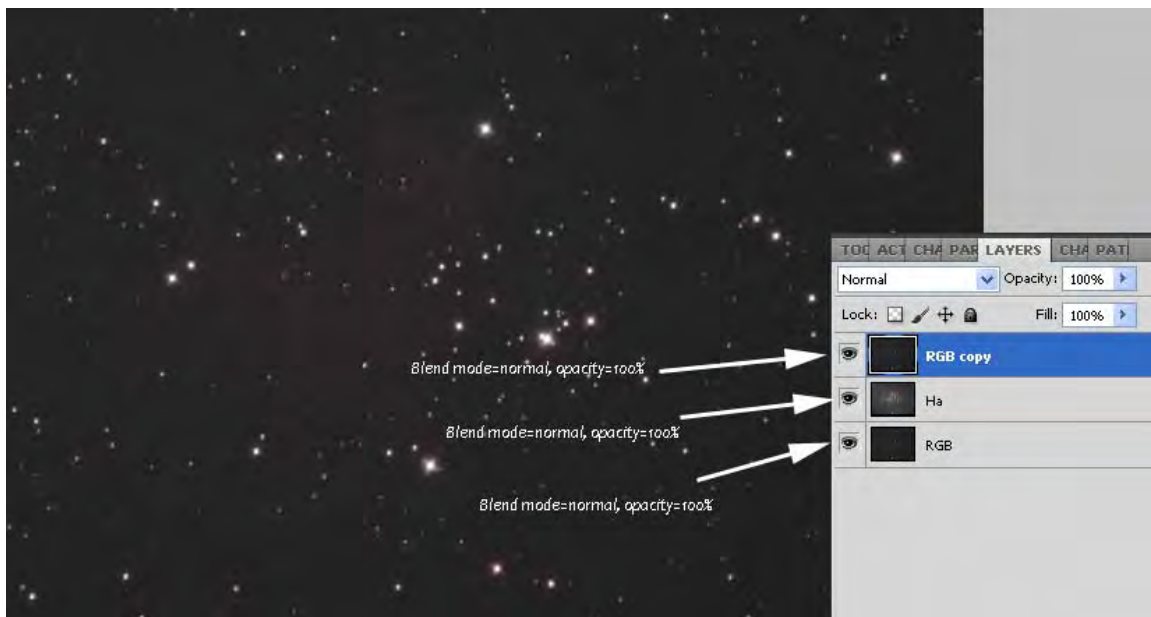 TOC ACT CHA PAR LAYERS CHA PATI
Normal Opacity: 100%
Lock: Fill: 100%
RGB copy
Blend mode=normal, opacity=100%
Ha
Blend mode=normal, opacity=100%
RGB
Blend mode=normal, opacity=100%